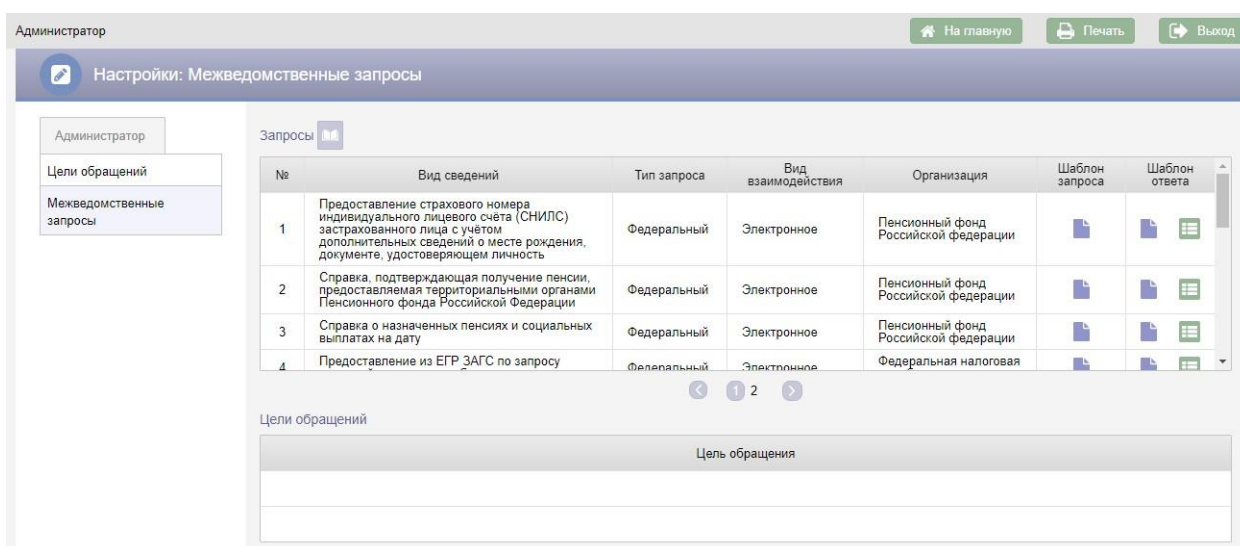 Администратор
На главную
Печать
Выход
Настройки: Межведомственные запросы
Администратор
Цели обращений
Межведомственные
запросы
Запросы
№
Вид сведений
Тип запроса
Вид
взаимодействия
Организация
Шаблон
запроса
Шаблон
ответа
1
Предоставление страхового номера
индивидуального лицевого счёта (СНИЛС)
застрахованного лица с учётом
дополнительных сведений о месте рождения,
документе, удостоверяющем личность
Федеральный
Электронное
Пенсионный фонд
Российской федерации
2
Справка, подтверждающая получение пенсии,
предоставляемая территориальными органами
Пенсионного фонда Российской Федерации
Федеральный
Электронное
Пенсионный фонд
Российской федерации
3
Справка о назначенных пенсиях и социальных
выплатах на дату
Федеральный
Электронное
Пенсионный фонд
Российской федерации
4
Предоставление из ЕГР ЗАГС по запросу
Федеральный
Электронное
Федеральная налоговая
1 2
Цели обращений
Цель обращения